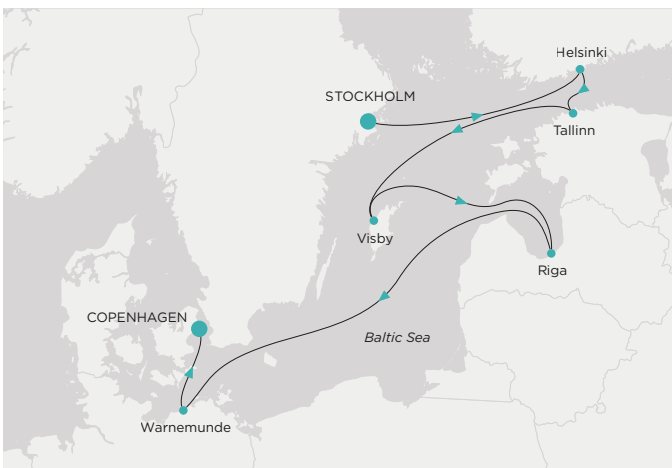 Helsinki
STOCKHOLM
Tallinn
Visby
Riga
COPENHAGEN
Baltic Sea
Warnemunde